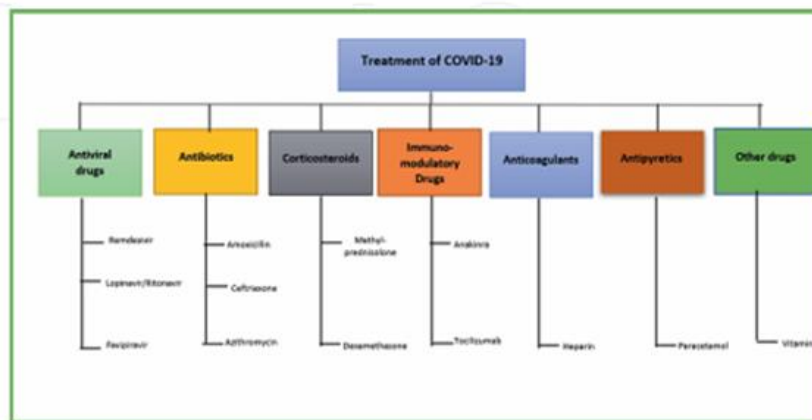 Treatment of COVID-19
Antiviral
drugs
Antibiotics
Corticosteroids
Immuno-
modulatory
Drugs
Anticoagulants
Antipyretics
Other drugs
Remdesivir
Lopinavir/Ritonavir
Favipiravir
Amoxicillin
Ceftriaxone
Azithromycin
Methyl-
prednisolone
Dexamethasone
Anakinra
Tocilizumab
Heparin
Paracetamol
Vitamin